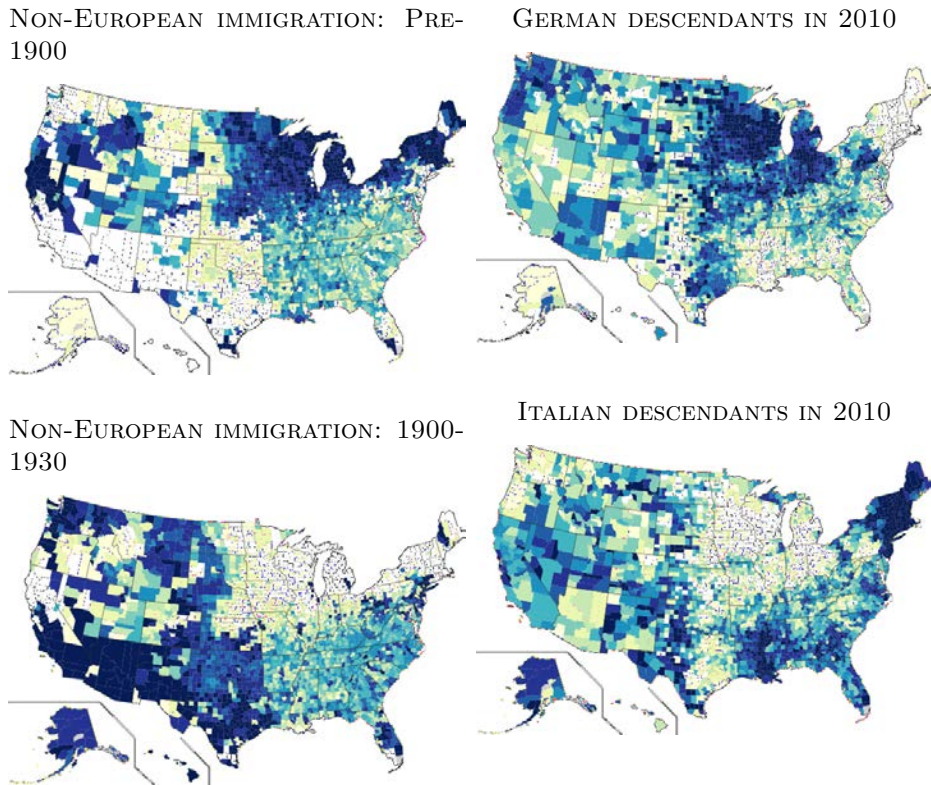 Non-European immigration: Pre-
1900
German descendants in 2010
Non-European immigration: 1900-
1930
Italian descendants in 2010